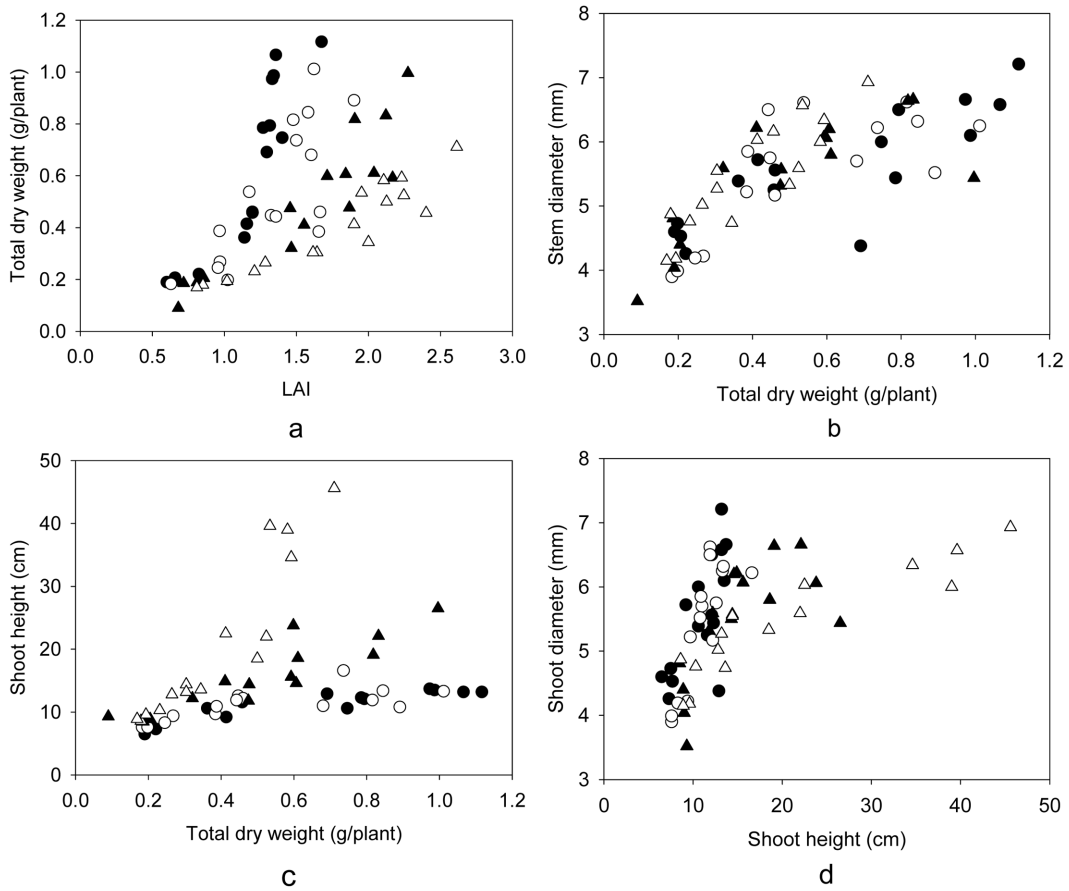 1.2
1.0
0.8
0.6
0.4
0.2
0.0
Total dry weight (g/plant)
0.0 0.5 1.0 1.5 2.0 2.5 3.0
LAI
a
8
7
6
5
4
3
Stem diameter (mm)
0.0 0.2 0.4 0.6 0.8 1.0 1.2
Total dry weight (g/plant)
b
50
40
30
20
10
0
Shoot height (cm)
0.0 0.2 0.4 0.6 0.8 1.0 1.2
Total dry weight (g/plant)
c
8
7
6
5
4
3
Shoot diameter (mm)
0 10 20 30 40 50
Shoot height (cm)
d